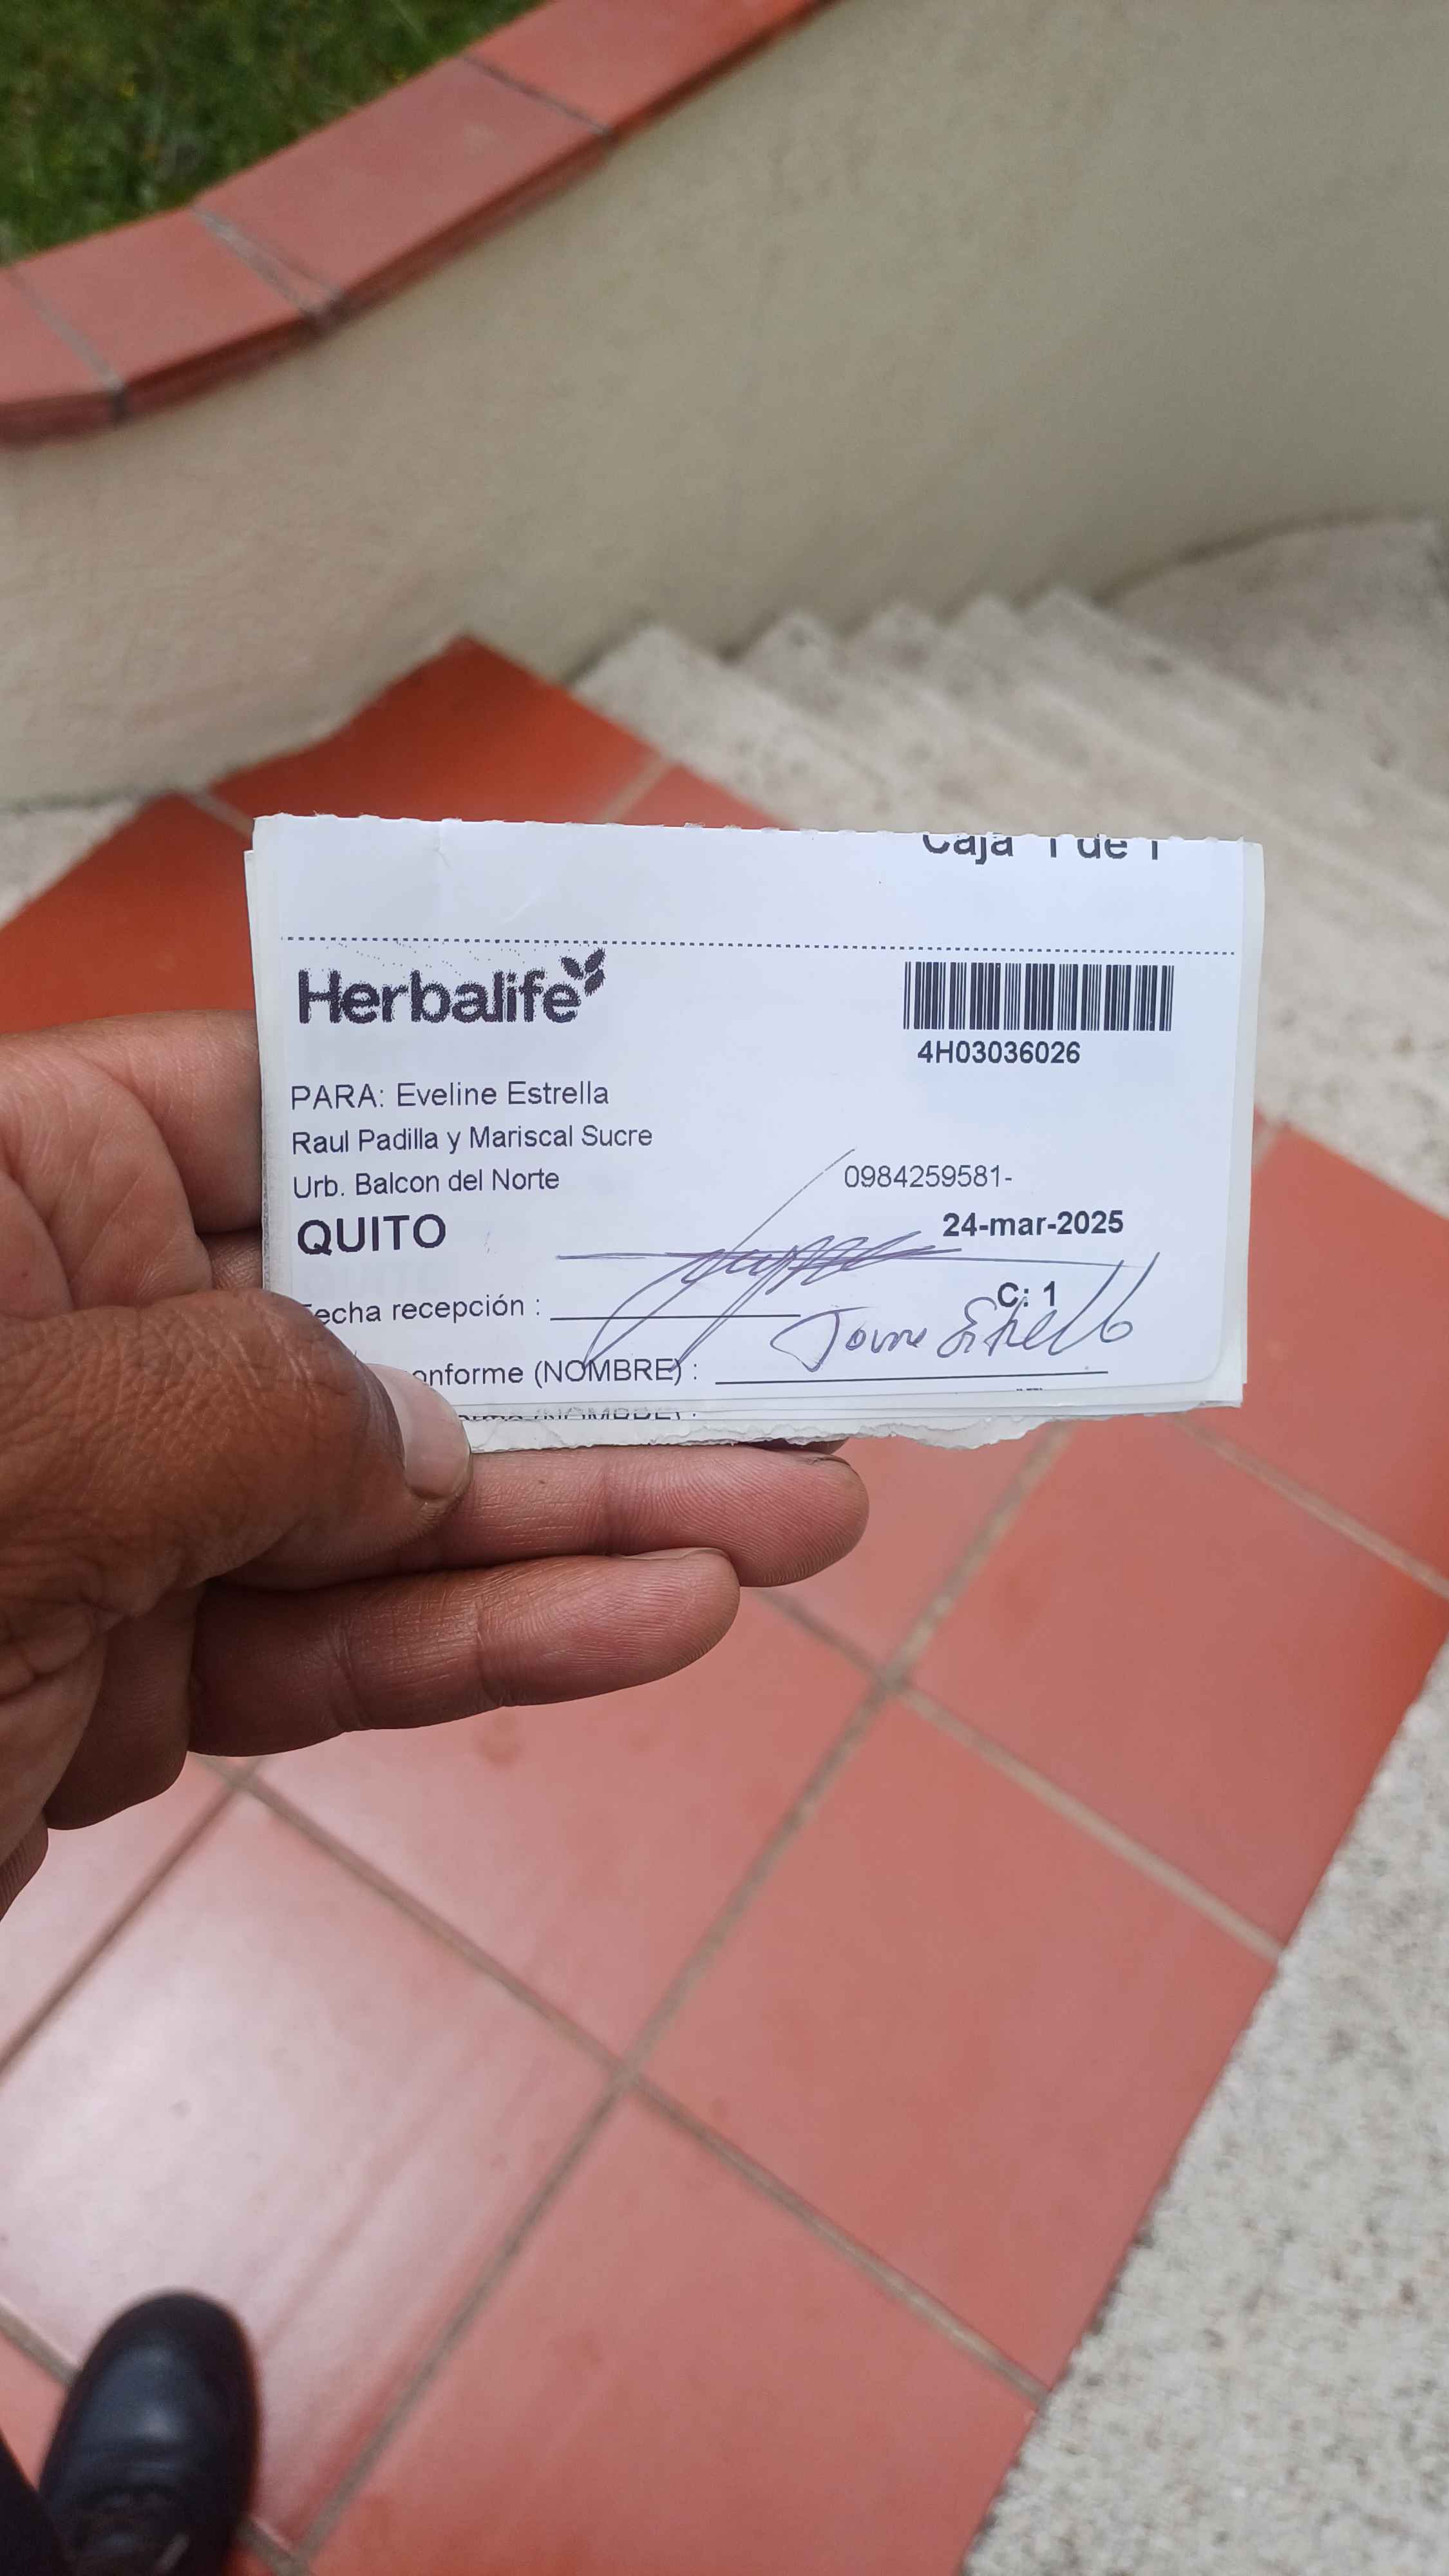 Caja 1 de 1
Herbalife
4H03036026
PARA: Eveline Estrella
Raul Padilla y Mariscal Sucre
Urb. Balcon del Norte
0984259581-
QUITO
24-mar-2025
C: 1
echa recepción :
Estrella
onforme (NOMBRE) :